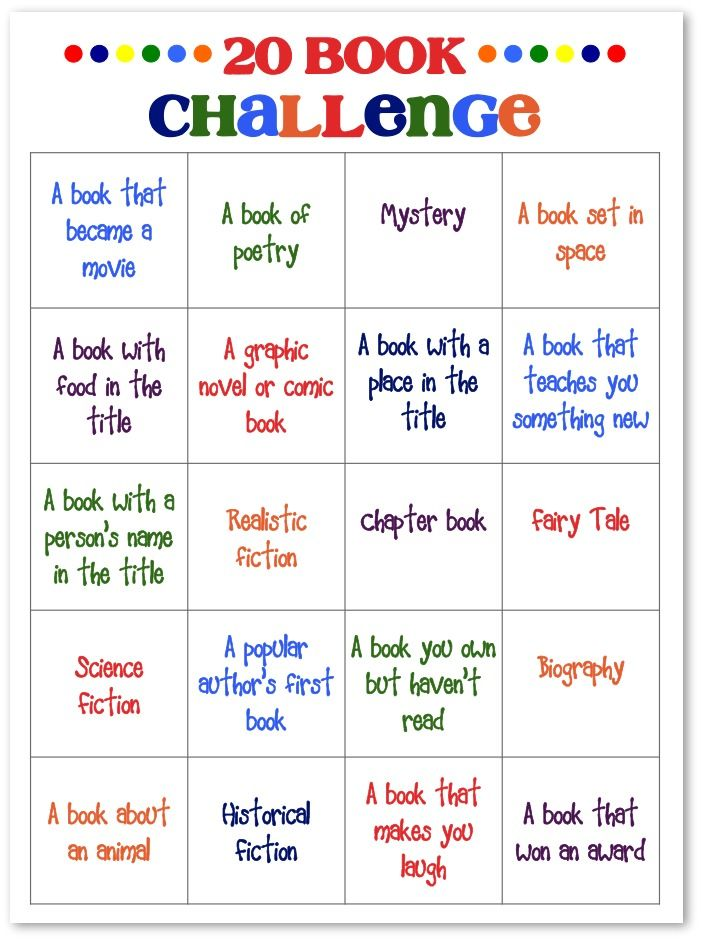 20 BOOK
CHALLENGE
A book that
became a
movie
A book of
poetry
Mystery
A book set in
space
A book with
food in the
title
A graphic
novel or comic
book
A book with a
place in the
title
A book that
teaches you
something new
A book with a
person's name
in the title
Realistic
fiction
Chapter book
Fairy Tale
Science
fiction
A popular
author's first
book
A book you own
but haven't
read
Biography
A book about
an animal
Historical
fiction
A book that
makes you
laugh
A book that
won an award